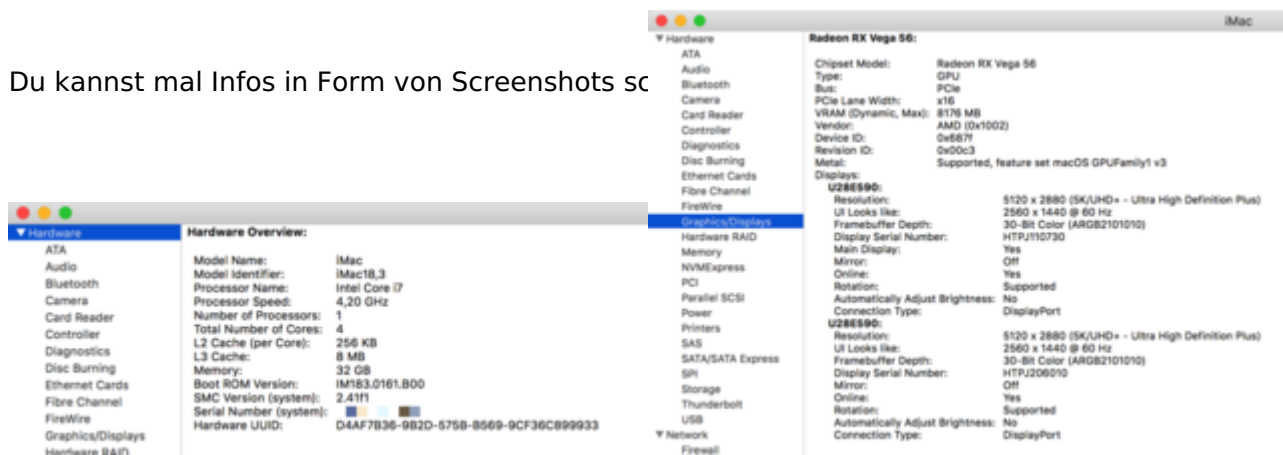 Du kannst mal Infos in Form von Screenshots sc
Hardware
ATA
Audio
Bluetooth
Camera
Card Reader
Controller
Diagnostics
Disc Burning
Ethernet Cards
Fibre Channel
FireWire
Graphics/Displays
Hardware RAID
Hardware Overview:
Model Name: iMac
Model Identifier: iMac18,3
Processor Name: Intel Core i7
Processor Speed: 4,20 GHz
Number of Processors: 1
Total Number of Cores: 4
L2 Cache (per Core): 256 KB
L3 Cache: 8 MB
Memory: 32 GB
Boot ROM Version: IM183.0161.B00
SMC Version (system): 2.41f1
Serial Number (system):
Hardware UUID: D4AF7B36-9B2D-575B-8569-9CF36C899933
iMac
Hardware
ATA
Audio
Bluetooth
Camera
Card Reader
Controller
Diagnostics
Disc Burning
Ethernet Cards
Fibre Channel
FireWire
Graphics/Displays
Hardware RAID
Memory
NVMExpress
PCI
Parallel SCSI
Power
Printers
SAS
SATA/SATA Express
SPI
Storage
Thunderbolt
USB
Network
Firewall
Radeon RX Vega 56:
Chipset Model: Radeon RX Vega 56
Type: GPU
Bus: PCIe
PCIe Lane Width: x16
VRAM (Dynamic, Max): 8176 MB
Vendor: AMD (0x1002)
Device ID: 0x687f
Revision ID: 0x00c3
Metal: Supported, feature set macOS GPUFamily1 v3
Displays:
U28E590:
Resolution: 5120 x 2880 (5K/UHD+ - Ultra High Definition Plus)
UI Looks like: 2560 x 1440 @ 60 Hz
Framebuffer Depth: 30-Bit Color (ARGB2101010)
Display Serial Number: HTPJ110730
Main Display: Yes
Mirror: Off
Online: Yes
Rotation: Supported
Automatically Adjust Brightness: No
Connection Type: DisplayPort
U28E590:
Resolution: 5120 x 2880 (5K/UHD+ - Ultra High Definition Plus)
UI Looks like: 2560 x 1440 @ 60 Hz
Framebuffer Depth: 30-Bit Color (ARGB2101010)
Display Serial Number: HTPJ206010
Mirror: Off
Online: Yes
Rotation: Supported
Automatically Adjust Brightness: No
Connection Type: DisplayPort